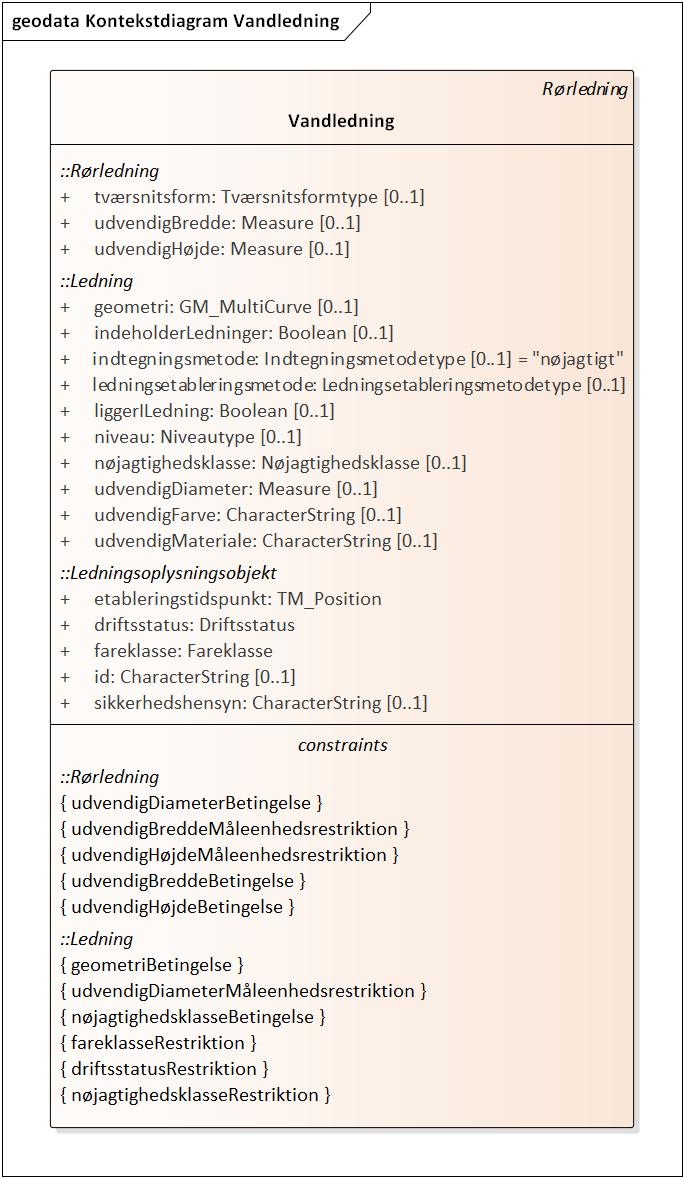 geodata Kontekstdiagram Vandledning
Rørledning
Vandledning
::Rørledning
+ tværsnitsform: Tværsnitsformtype [0..1]
+ udvendigBredde: Measure [0..1]
+ udvendigHøjde: Measure [0..1]
::Ledning
+ geometri: GM_MultiCurve [0..1]
+ indeholderLedninger: Boolean [0..1]
+ indtegningsmetode: Indtegningsmetodetype [0..1] = "nøjagtigt"
+ ledningsetableringsmetode: Ledningsetableringsmetodetype [0..1]
+ liggerILedning: Boolean [0..1]
+ niveau: Niveautype [0..1]
+ nøjagtighedsklasse: Nøjagtighedsklasse [0..1]
+ udvendigDiameter: Measure [0..1]
+ udvendigFarve: CharacterString [0..1]
+ udvendigMateriale: CharacterString [0..1]
::Ledningsoplysningsobjekt
+ etableringstidspunkt: TM_Position
+ driftsstatus: Driftsstatus
+ fareklasse: Fareklasse
+ id: CharacterString [0..1]
+ sikkerhedshensyn: CharacterString [0..1]
constraints
::Rørledning
{ udvendigDiameterBetingelse }
{ udvendigBreddeMåleenhedsrestriktion }
{ udvendigHøjdeMåleenhedsrestriktion }
{ udvendigBreddeBetingelse }
{ udvendigHøjdeBetingelse }
::Ledning
{ geometriBetingelse }
{ udvendigDiameterMåleenhedsrestriktion }
{ nøjagtighedsklasseBetingelse }
{ fareklasseRestriktion }
{ driftsstatusRestriktion }
{ nøjagtighedsklasseRestriktion }